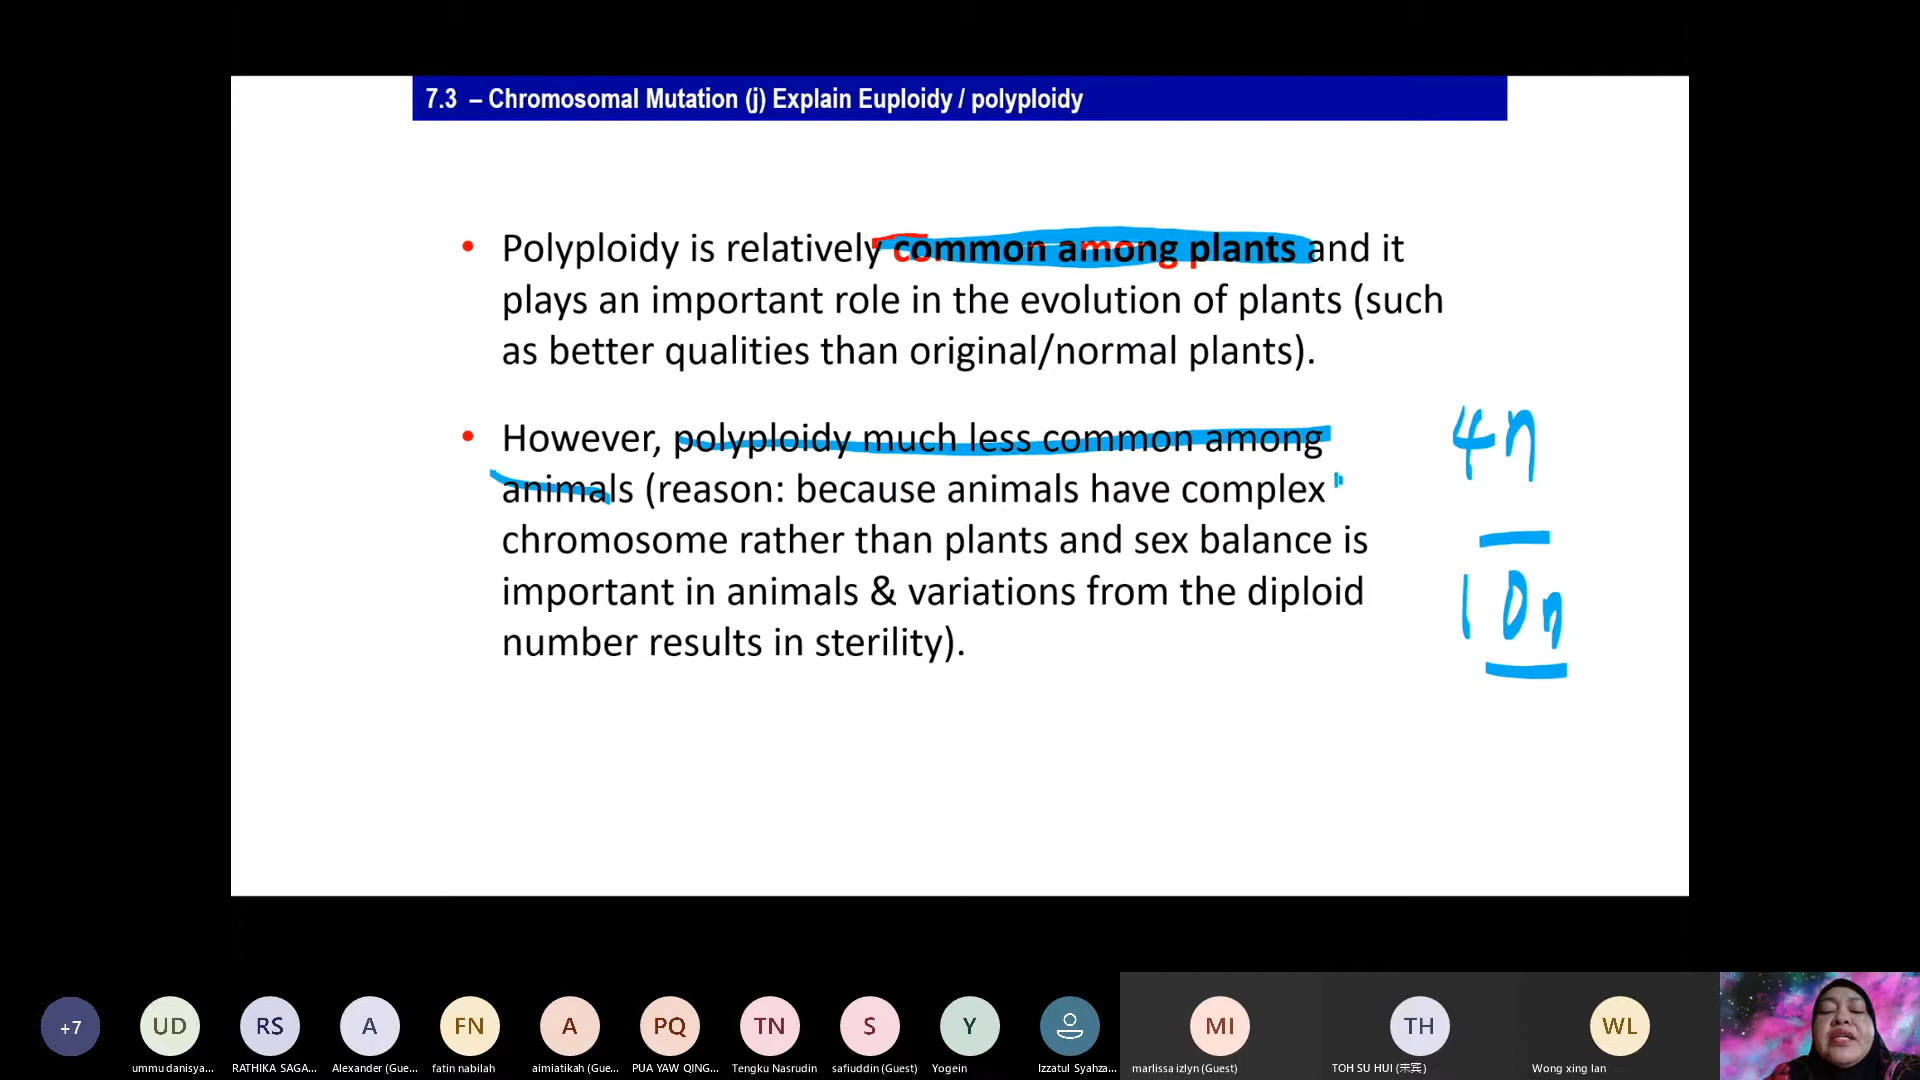 7.3 – Chromosomal Mutation (j) Explain Euploidy / polyploidy
• Polyploidy is relatively common among plants and it
plays an important role in the evolution of plants (such
as better qualities than original/normal plants).
• However, polyploidy much less common among
animals (reason: because animals have complex
chromosome rather than plants and sex balance is
important in animals & variations from the diploid
number results in sterility).
4n
10n
+7
UD
RS
A
FN
A
PQ
TN
S
Y
MI
TH
WL
ummu danisya...
RATHIKA SAGA...
Alexander (Gue...
fatin nabilah
aimiatikah (Gue...
PUA YAW QING...
Tengku Nasrudin
safiuddin (Guest)
Yogein
Izzatul Syahza...
marlissa izlyn (Guest)
TOH SU HUI (宋宾)
Wong xing lan